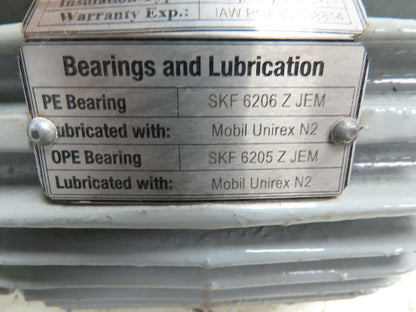 Warranty Exp.: IAW
Bearings and Lubrication
PE Bearing SKF 6206 Z JEM
ubricated with: Mobil Unirex N2
OPE Bearing SKF 6205 Z JEM
Lubricated with: Mobil Unirex N2